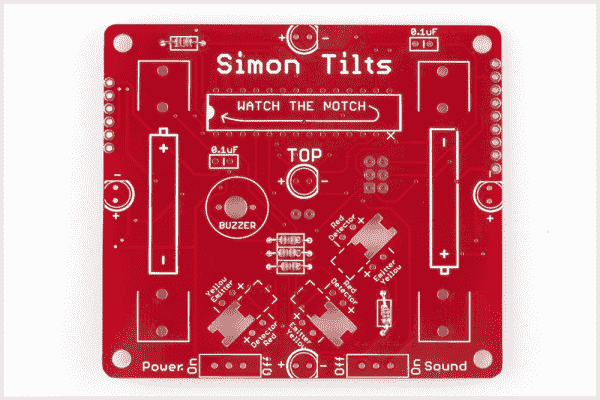 0.1uF
Simon Tilts
WATCH THE NOTCH
0.1uF
TOP
BUZZER
Red
Detector
Emitter
Yellow
Yellow
Emitter
Red
Detector
Detector
Red
Emitter
Yellow
Power
On
Off
Off
On
Sound